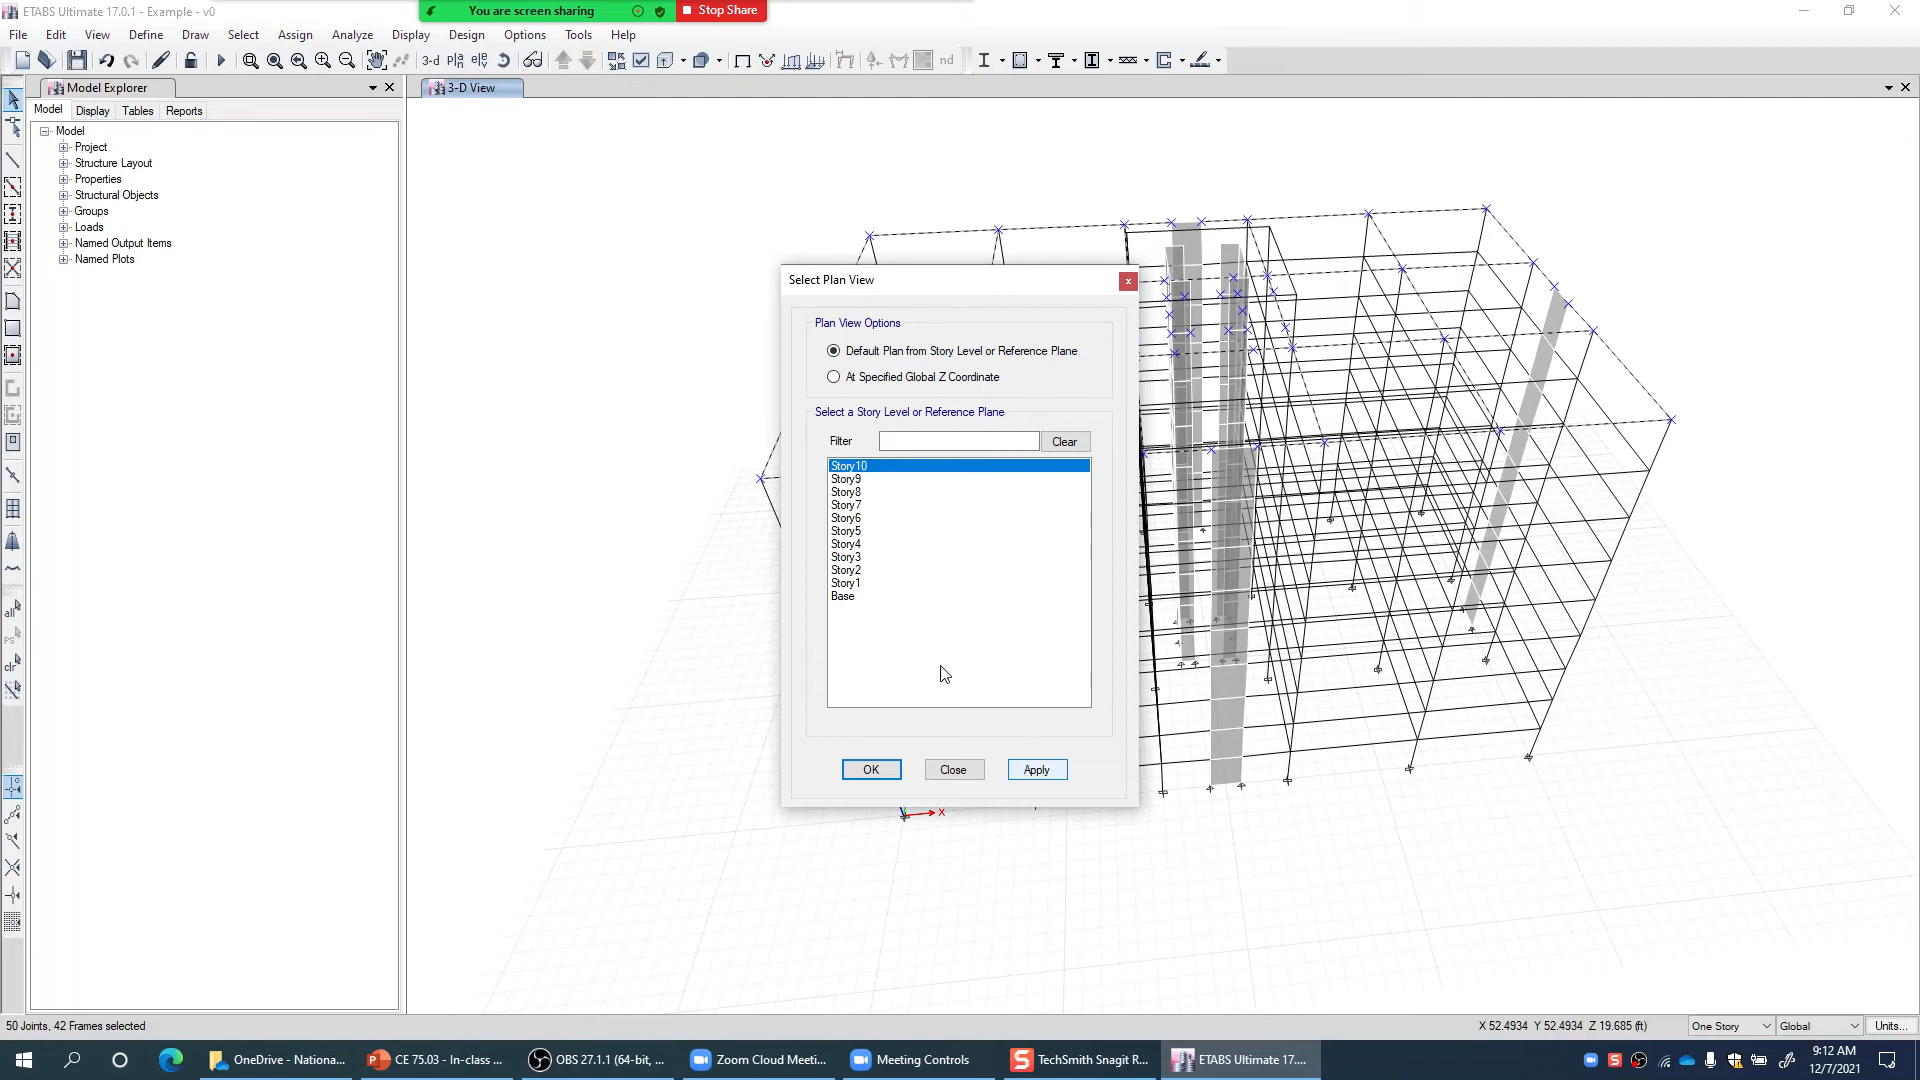 ETABS Ultimate 17.0.1 - Example - v0
You are screen sharing
Stop Share
File Edit View Define Draw Select Assign Analyze Display Design Options Tools Help
3-d
nd
Model Explorer
3-D View
Model Display Tables Reports
Model
Project
Structure Layout
Properties
Structural Objects
Groups
Loads
Named Output Items
Named Plots
all
ps
clr
Select Plan View
x
Plan View Options
Default Plan from Story Level or Reference Plane
At Specified Global Z Coordinate
Select a Story Level or Reference Plane
Filter
Clear
Story10
Story9
Story8
Story7
Story6
Story5
Story4
Story3
Story2
Story1
Base
OK
Close
Apply
X
50 Joints, 42 Frames selected
X 52.4934 Y 52.4934 Z 19.685 (ft)
One Story
Global
Units...
OneDrive - Nationa...
CE 75.03 - In-class ...
OBS 27.1.1 (64-bit, ...
Zoom Cloud Meeti...
Meeting Controls
TechSmith Snagit R...
ETABS Ultimate 17....
9:12 AM
12/7/2021